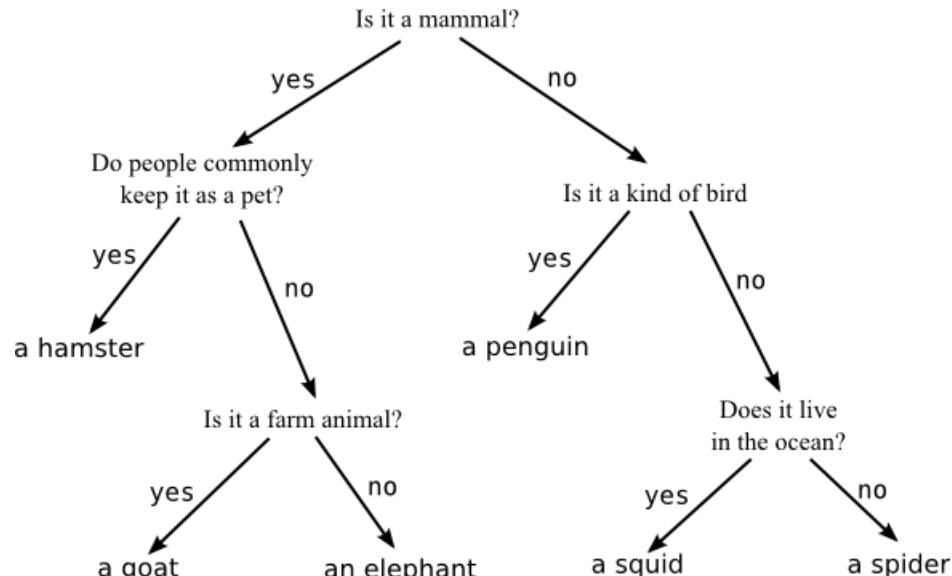 Is it a mammal?
yes
no
Do people commonly
keep it as a pet?
Is it a kind of bird
yes
no
yes
no
a hamster
a penguin
Is it a farm animal?
Does it live
in the ocean?
yes
no
yes
no
a goat
an elephant
a squid
a spider